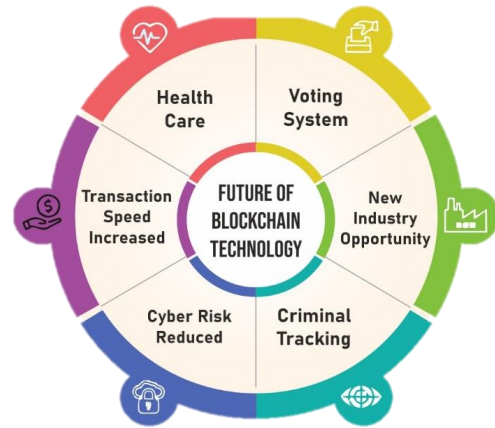 Health
Care
Voting
System
Transaction
Speed
Increased
FUTURE OF
BLOCKCHAIN
TECHNOLOGY
New
Industry
Opportunity
Cyber Risk
Reduced
Criminal
Tracking
$